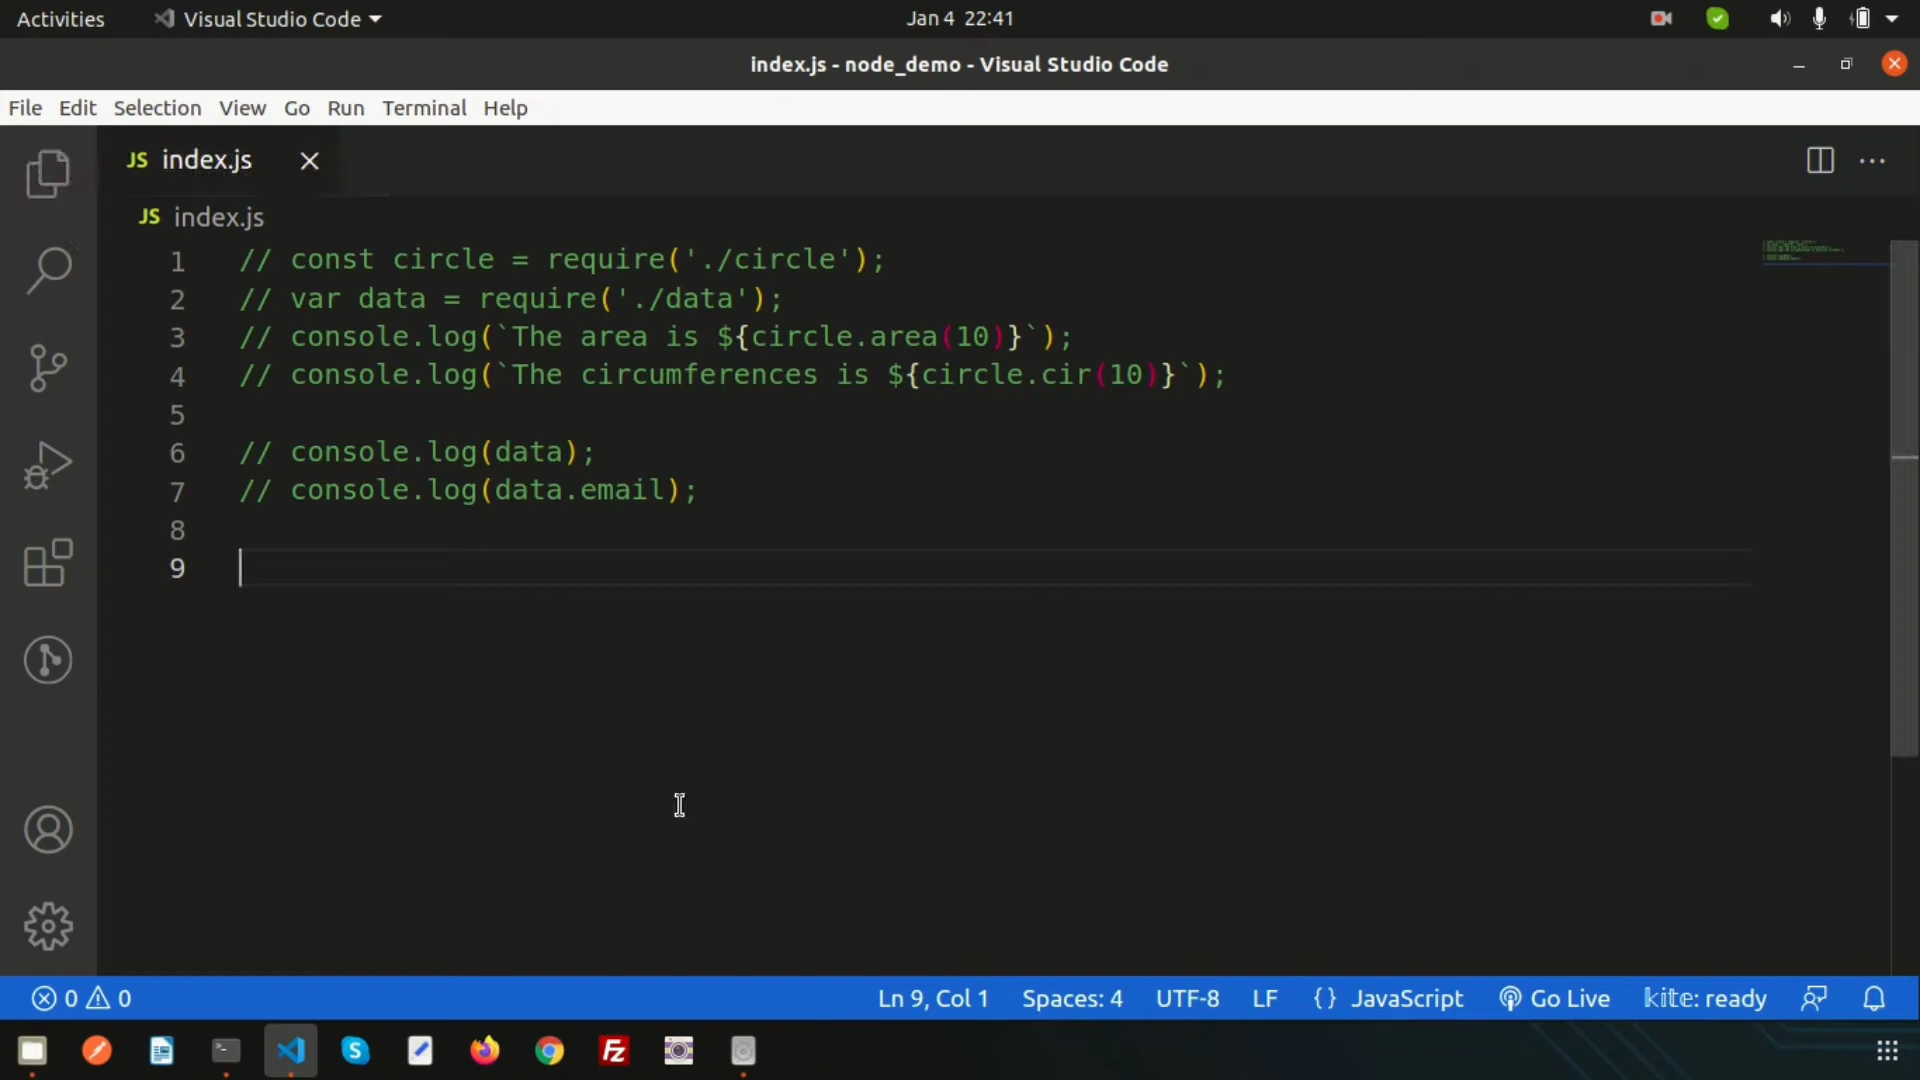 Activities
Visual Studio Code
Jan 4 22:41
index.js - node_demo - Visual Studio Code
File Edit Selection View Go Run Terminal Help
JS index.js
JS index.js
1 // const circle = require('./circle');
2 // var data = require('./data');
3 // console.log(`The area is ${circle.area(10)}`);
4 // console.log(`The circumferences is ${circle.cir(10)}`);
5
6 // console.log(data);
7 // console.log(data.email);
8
9
0 0
Ln 9, Col 1 Spaces: 4 UTF-8 LF {} JavaScript Go Live kite: ready